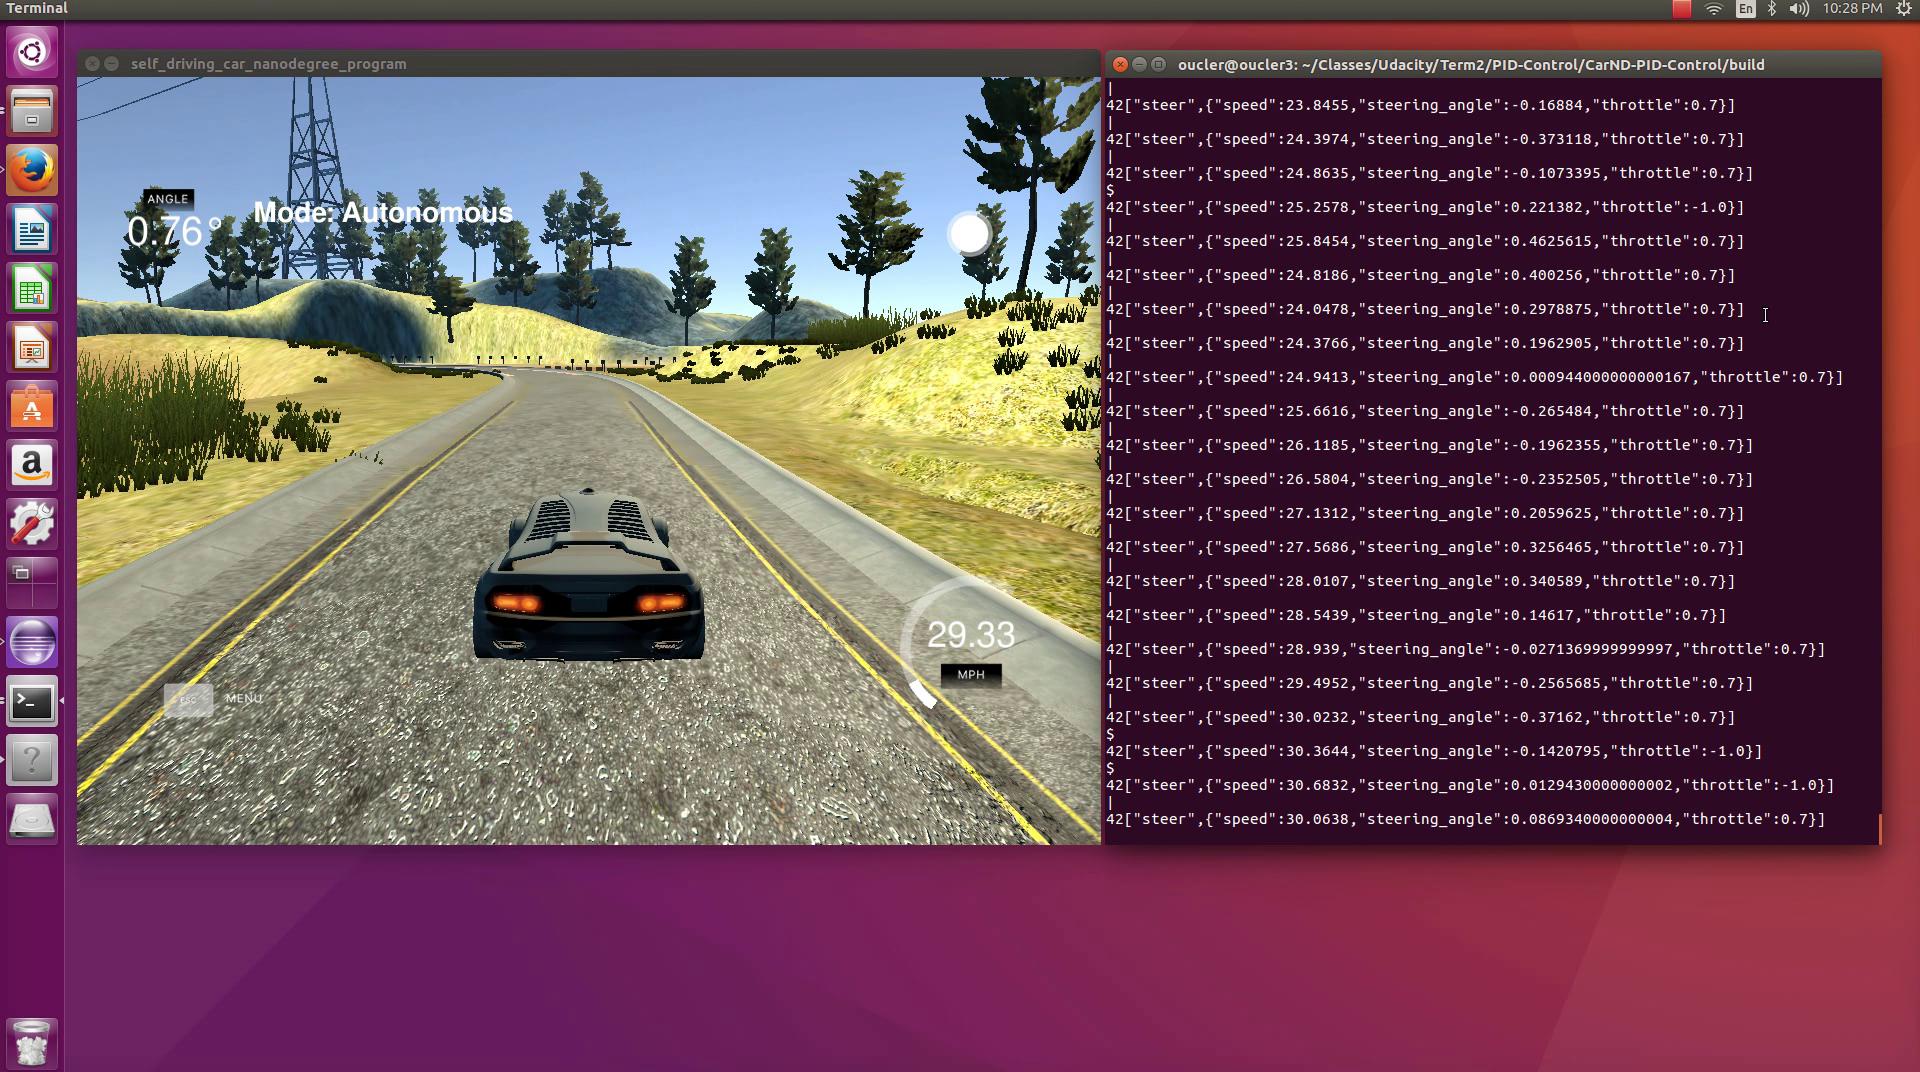 Terminal
En
10:28 PM
self_driving_car_nanodegree_program
ANGLE
0.76°
Mode: Autonomous
29.33
MPH
ESC
MENU
oucler@oucler3: ~/Classes/Udacity/Term2/PID-Control/CarND-PID-Control/build
|
42["steer",{"speed":23.8455,"steering_angle":-0.16884,"throttle":0.7}]
|
42["steer",{"speed":24.3974,"steering_angle":-0.373118,"throttle":0.7}]
|
42["steer",{"speed":24.8635,"steering_angle":-0.1073395,"throttle":0.7}]
$
42["steer",{"speed":25.2578,"steering_angle":0.221382,"throttle":-1.0}]
|
42["steer",{"speed":25.8454,"steering_angle":0.4625615,"throttle":0.7}]
|
42["steer",{"speed":24.8186,"steering_angle":0.400256,"throttle":0.7}]
|
42["steer",{"speed":24.0478,"steering_angle":0.2978875,"throttle":0.7}]
|
42["steer",{"speed":24.3766,"steering_angle":0.1962905,"throttle":0.7}]
|
42["steer",{"speed":24.9413,"steering_angle":0.000944000000000167,"throttle":0.7}]
|
42["steer",{"speed":25.6616,"steering_angle":-0.265484,"throttle":0.7}]
|
42["steer",{"speed":26.1185,"steering_angle":-0.1962355,"throttle":0.7}]
|
42["steer",{"speed":26.5804,"steering_angle":-0.2352505,"throttle":0.7}]
|
42["steer",{"speed":27.1312,"steering_angle":0.2059625,"throttle":0.7}]
|
42["steer",{"speed":27.5686,"steering_angle":0.3256465,"throttle":0.7}]
|
42["steer",{"speed":28.0107,"steering_angle":0.340589,"throttle":0.7}]
|
42["steer",{"speed":28.5439,"steering_angle":0.14617,"throttle":0.7}]
|
42["steer",{"speed":28.939,"steering_angle":-0.0271369999999997,"throttle":0.7}]
|
42["steer",{"speed":29.4952,"steering_angle":-0.2565685,"throttle":0.7}]
|
42["steer",{"speed":30.0232,"steering_angle":-0.37162,"throttle":0.7}]
$
42["steer",{"speed":30.3644,"steering_angle":-0.1420795,"throttle":-1.0}]
$
42["steer",{"speed":30.6832,"steering_angle":0.0129430000000002,"throttle":-1.0}]
|
42["steer",{"speed":30.0638,"steering_angle":0.0869340000000004,"throttle":0.7}]